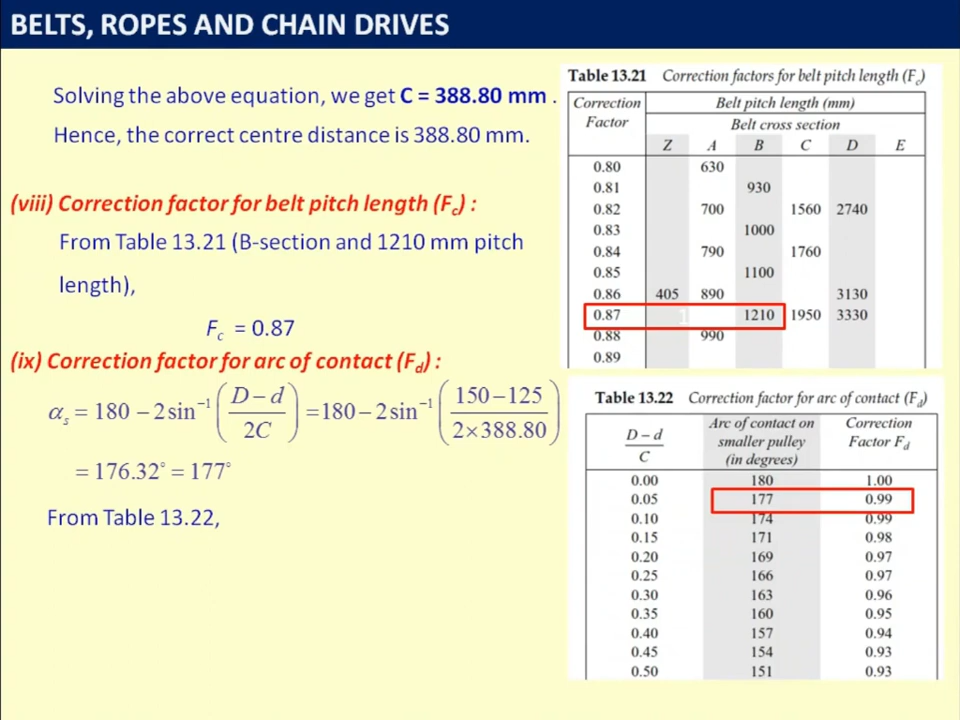 BELTS, ROPES AND CHAIN DRIVES
Solving the above equation, we get C = 388.80 mm .
Hence, the correct centre distance is 388.80 mm.
(viii) Correction factor for belt pitch length (Fc) :
From Table 13.21 (B-section and 1210 mm pitch
length),
Fc = 0.87
(ix) Correction factor for arc of contact (Fd) :
αs = 180 − 2 sin⁻¹ ( D − d / 2C ) = 180 − 2 sin⁻¹ ( 150 − 125 / 2 × 388.80 )
= 176.32° = 177°
From Table 13.22,
Table 13.21 Correction factors for belt pitch length (Fc)
Correction Factor Belt pitch length (mm)
Belt cross section
Z A B C D E
0.80 630
0.81 930
0.82 700 1560 2740
0.83 1000
0.84 790 1760
0.85 1100
0.86 405 890 3130
0.87 1210 1950 3330
0.88 990
0.89
Table 13.22 Correction factor for arc of contact (Fd)
D – d / C Arc of contact on smaller pulley (in degrees) Correction Factor Fd
0.00 180 1.00
0.05 177 0.99
0.10 174 0.99
0.15 171 0.98
0.20 169 0.97
0.25 166 0.97
0.30 163 0.96
0.35 160 0.95
0.40 157 0.94
0.45 154 0.93
0.50 151 0.93